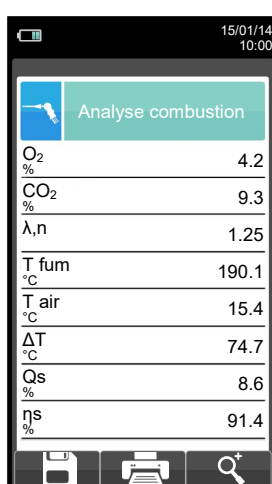 15/01/14
10:00
Analyse combustion
O₂
% 4.2
CO₂
% 9.3
λ,n 1.25
T fum
°C 190.1
T air
°C 15.4
ΔT
°C 74.7
Qs
% 8.6
ηs
% 91.4